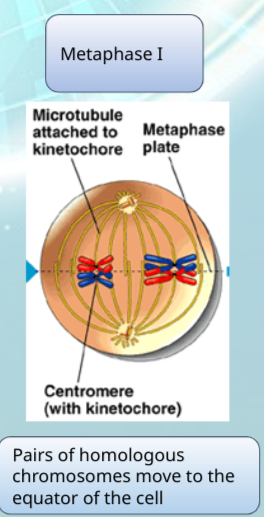 Metaphase I
Microtubule
attached to
kinetochore
Metaphase
plate
Centromere
(with kinetochore)
Pairs of homologous
chromosomes move to the
equator of the cell